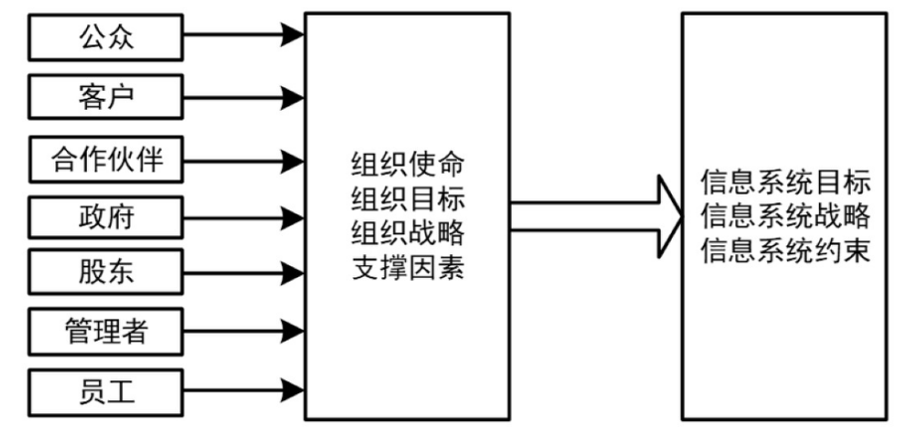 公众
客户
合作伙伴
政府
股东
管理者
员工
组织使命
组织目标
组织战略
支撑因素
信息系统目标
信息系统战略
信息系统约束